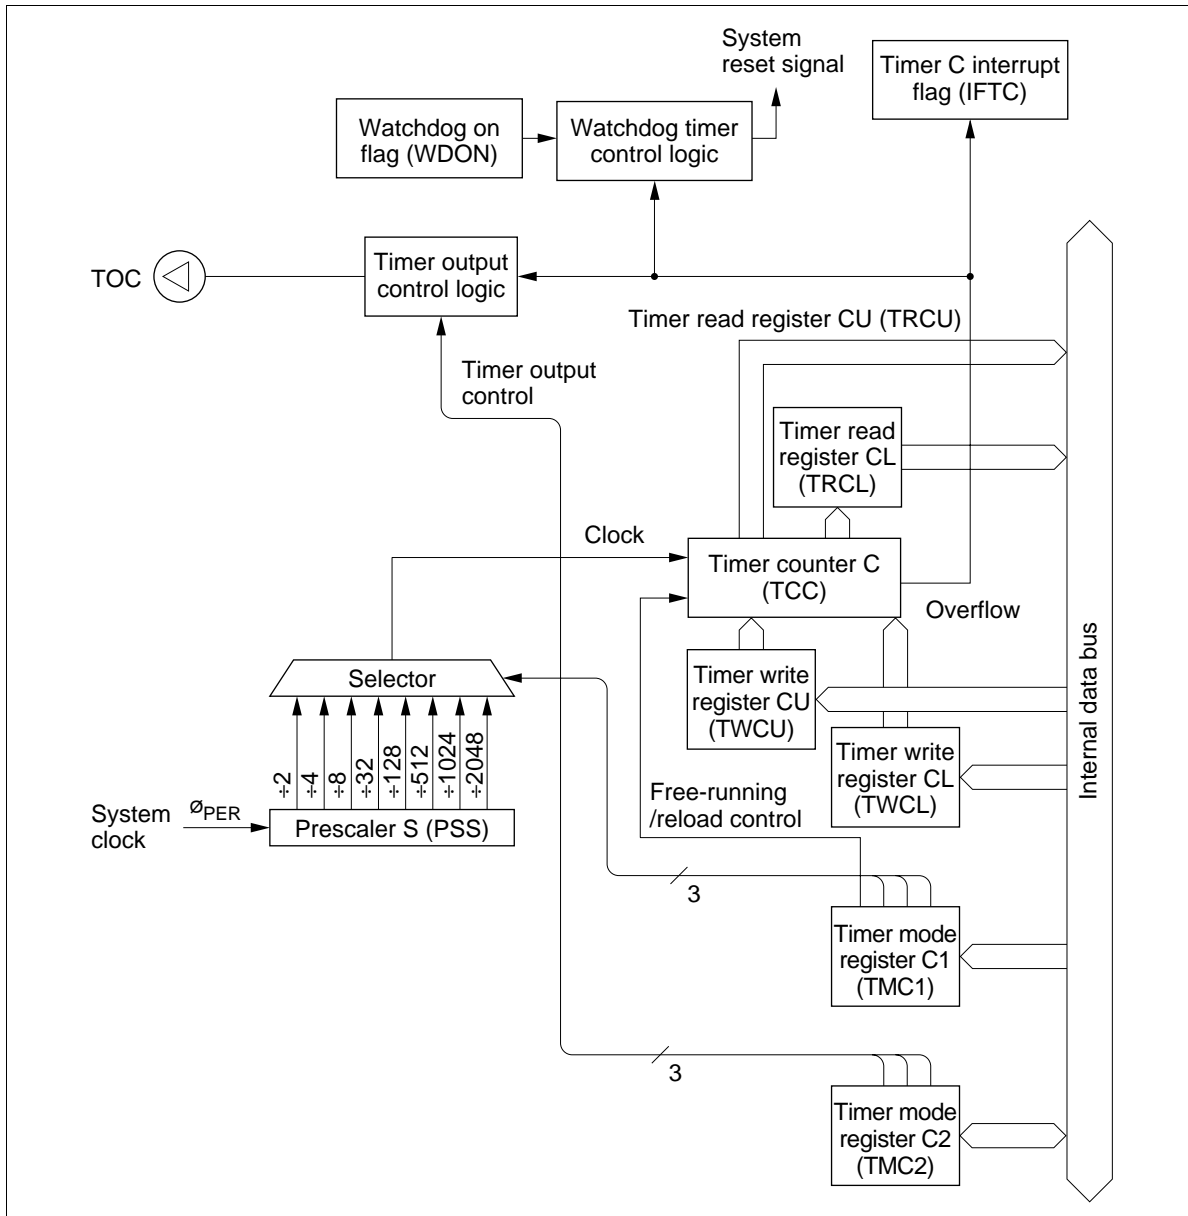 System
reset signal
Timer C interrupt
flag (IFTC)
Watchdog on
flag (WDON)
Watchdog timer
control logic
TOC
Timer output
control logic
Timer read register CU (TRCU)
Timer output
control
Timer read
register CL
(TRCL)
Clock
Timer counter C
(TCC)
Overflow
Internal data bus
Selector
Timer write
register CU
(TWCU)
Timer write
register CL
(TWCL)
÷2
÷4
÷8
÷32
÷128
÷512
÷1024
÷2048
System
clock
øPER
Prescaler S (PSS)
Free-running
/reload control
3
Timer mode
register C1
(TMC1)
3
Timer mode
register C2
(TMC2)